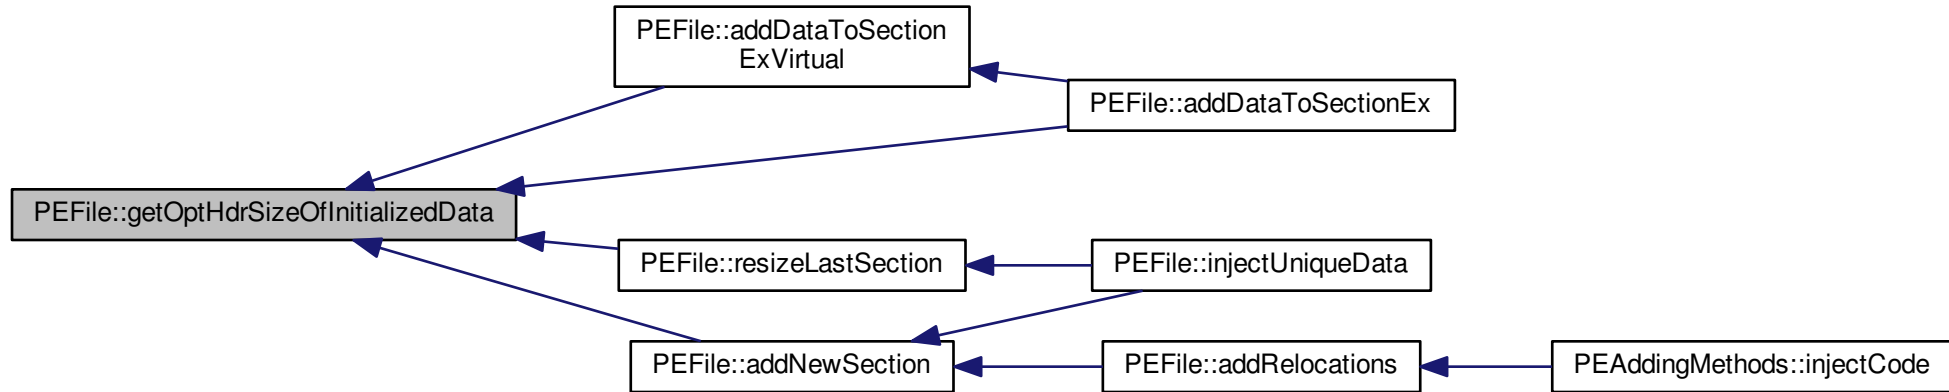 PEFile::addDataToSection
ExVirtual
PEFile::addDataToSectionEx
PEFile::getOptHdrSizeOfInitializedData
PEFile::resizeLastSection
PEFile::injectUniqueData
PEFile::addNewSection
PEFile::addRelocations
PEAddingMethods::injectCode